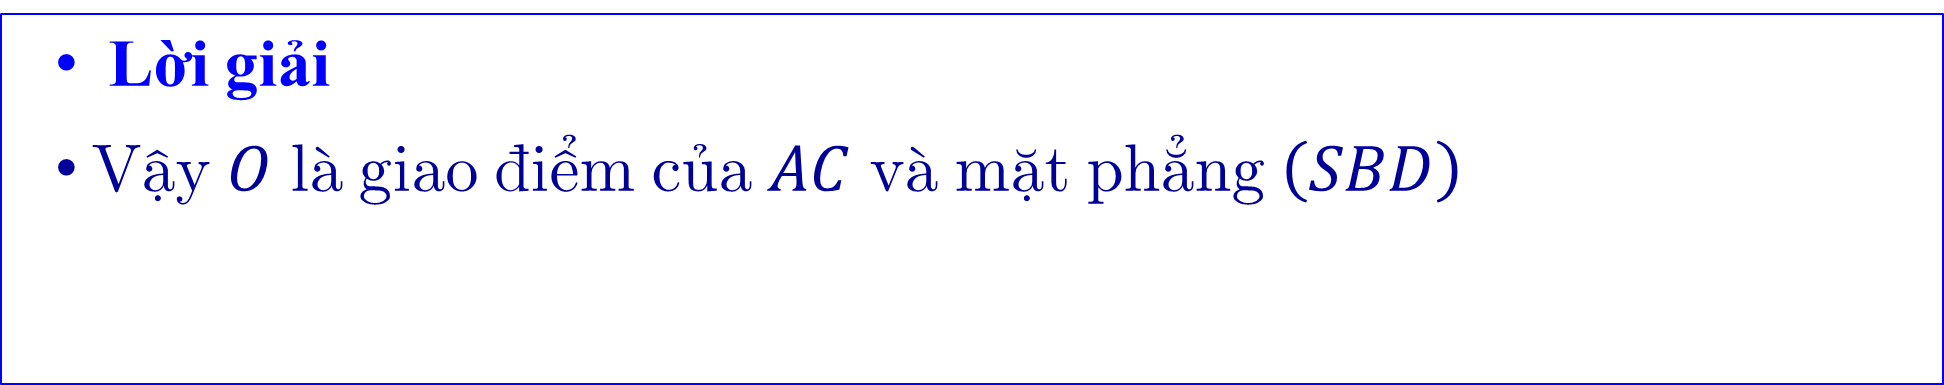 • Lời giải
• Vậy O là giao điểm của AC và mặt phẳng (SBD)